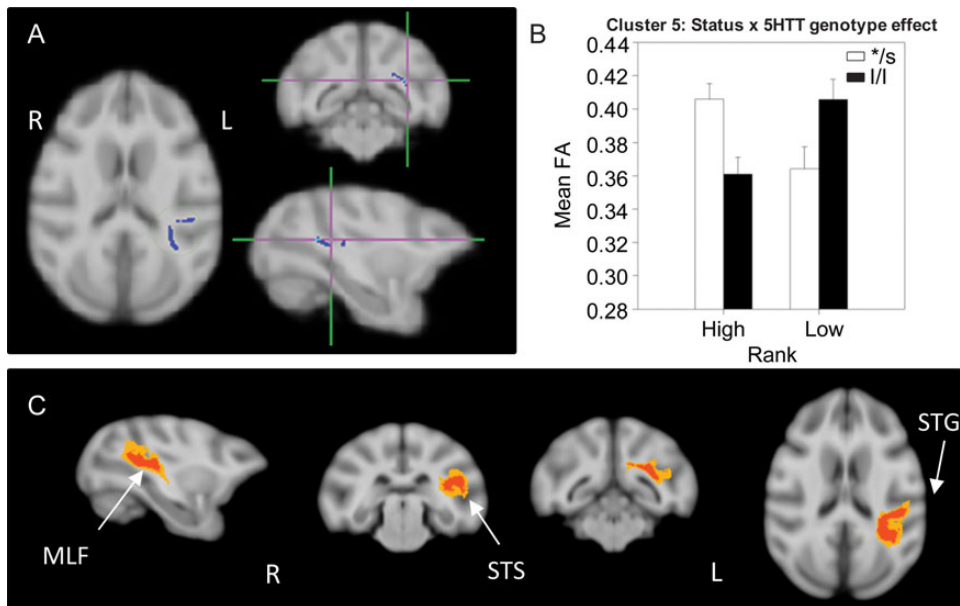 A
R
L
B
Cluster 5: Status x 5HTT genotype effect
*/s
l/l
0.44
0.42
0.40
0.38
0.36
0.34
0.32
0.30
0.28
Mean FA
High
Low
Rank
C
MLF
R
STS
L
STG